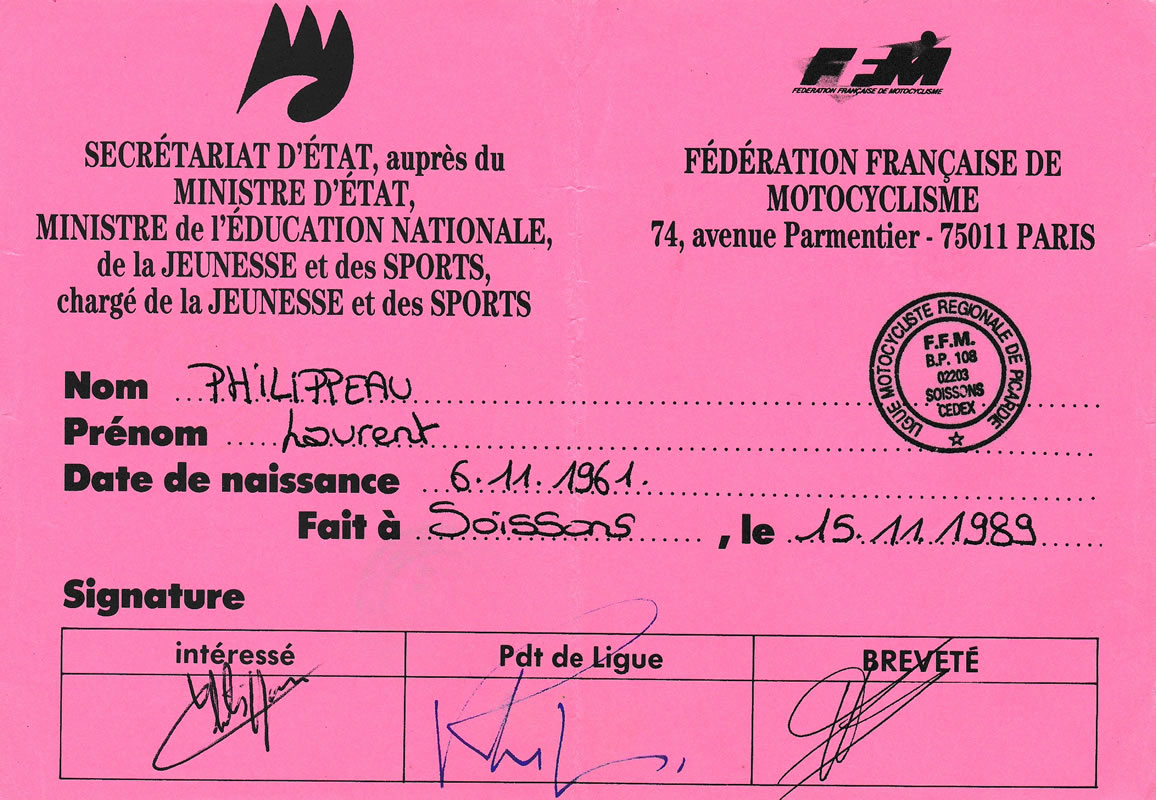 SECRÉTARIAT D'ÉTAT, auprès du
MINISTRE D'ÉTAT,
MINISTRE de l'ÉDUCATION NATIONALE,
de la JEUNESSE et des SPORTS,
chargé de la JEUNESSE et des SPORTS
FFM
FEDERATION FRANÇAISE DE MOTOCYCLISME
FÉDÉRATION FRANÇAISE DE
MOTOCYCLISME
74, avenue Parmentier - 75011 PARIS
LIGUE MOTOCYCLISTE REGIONALE DE PICARDIE
F.F.M.
B.P. 108
02203
SOISSONS
CEDEX
Nom PHILIPPEAU
Prénom Laurent
Date de naissance 6.11.1961.
Fait à Soissons, le 15.11.1989
Signature
intéressé Pdt de Ligue BREVETÉ